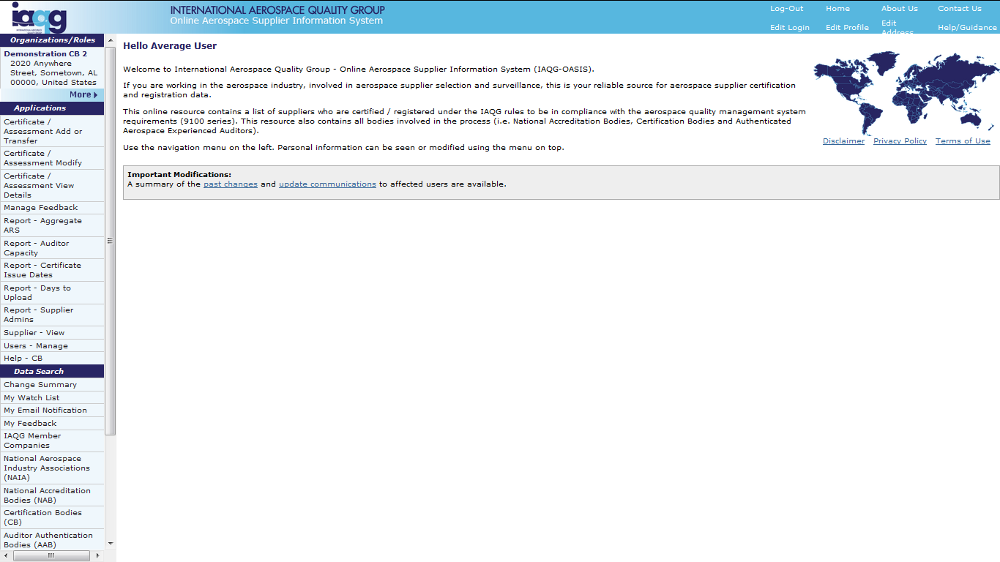 iaqg
INTERNATIONAL AEROSPACE QUALITY GROUP
Online Aerospace Supplier Information System
Log-Out
Home
About Us
Contact Us
Edit Login
Edit Profile
Edit
Address
Help/Guidance
Organizations/Roles
Demonstration CB 2
2020 Anywhere
Street, Sometown, AL
00000, United States
More
Applications
Certificate /
Assessment Add or
Transfer
Certificate /
Assessment Modify
Certificate /
Assessment View
Details
Manage Feedback
Report - Aggregate
ARS
Report - Auditor
Capacity
Report - Certificate
Issue Dates
Report - Days to
Upload
Report - Supplier
Admins
Supplier - View
Users - Manage
Help - CB
Data Search
Change Summary
My Watch List
My Email Notification
My Feedback
IAQG Member
Companies
National Aerospace
Industry Associations
(NAIA)
National Accreditation
Bodies (NAB)
Certification Bodies
(CB)
Auditor Authentication
Bodies (AAB)
Hello Average User
Welcome to International Aerospace Quality Group - Online Aerospace Supplier Information System (IAQG-OASIS).
If you are working in the aerospace industry, involved in aerospace supplier selection and surveillance, this is your reliable source for aerospace supplier certification
and registration data.
This online resource contains a list of suppliers who are certified / registered under the IAQG rules to be in compliance with the aerospace quality management system
requirements (9100 series). This resource also contains all bodies involved in the process (i.e. National Accreditation Bodies, Certification Bodies and Authenticated
Aerospace Experienced Auditors).
Use the navigation menu on the left. Personal information can be seen or modified using the menu on top.
Disclaimer Privacy Policy Terms of Use
Important Modifications:
A summary of the past changes and update communications to affected users are available.